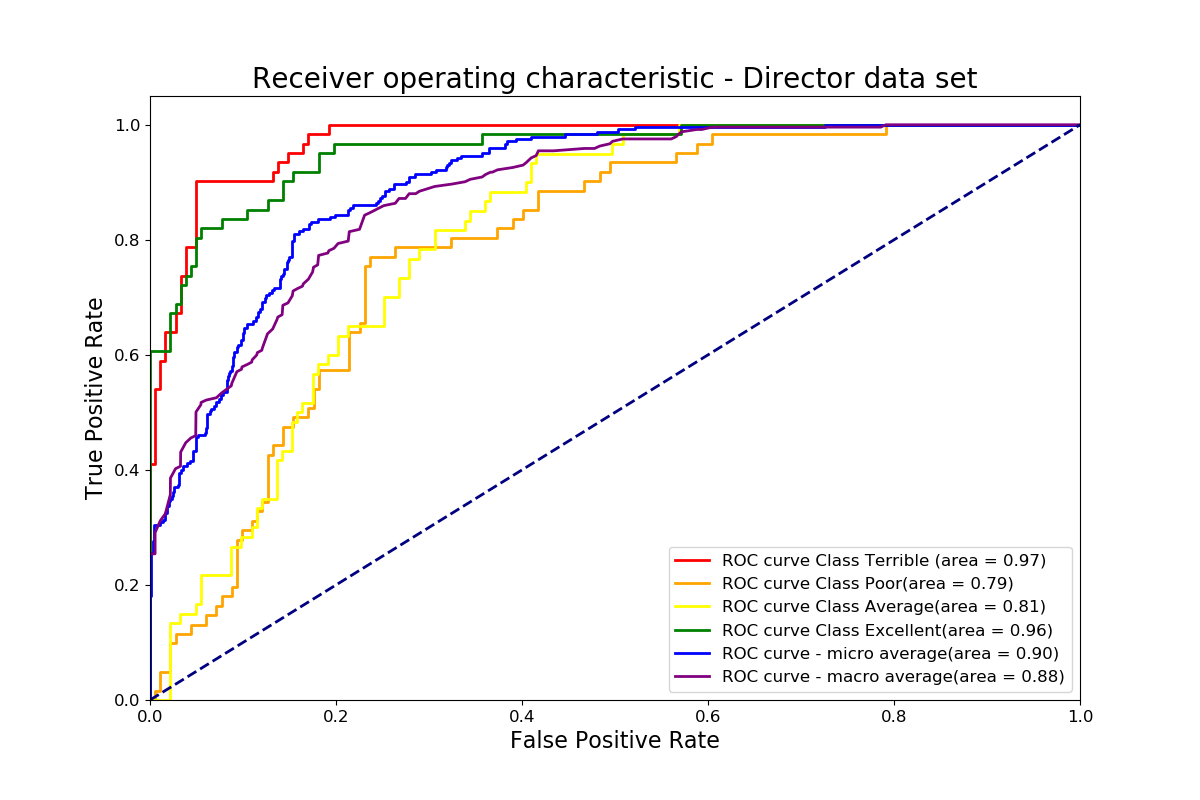 Receiver operating characteristic - Director data set
True Positive Rate
1.0
0.8
0.6
0.4
0.2
0.0
0.0 0.2 0.4 0.6 0.8 1.0
False Positive Rate
ROC curve Class Terrible (area = 0.97)
ROC curve Class Poor(area = 0.79)
ROC curve Class Average(area = 0.81)
ROC curve Class Excellent(area = 0.96)
ROC curve - micro average(area = 0.90)
ROC curve - macro average(area = 0.88)